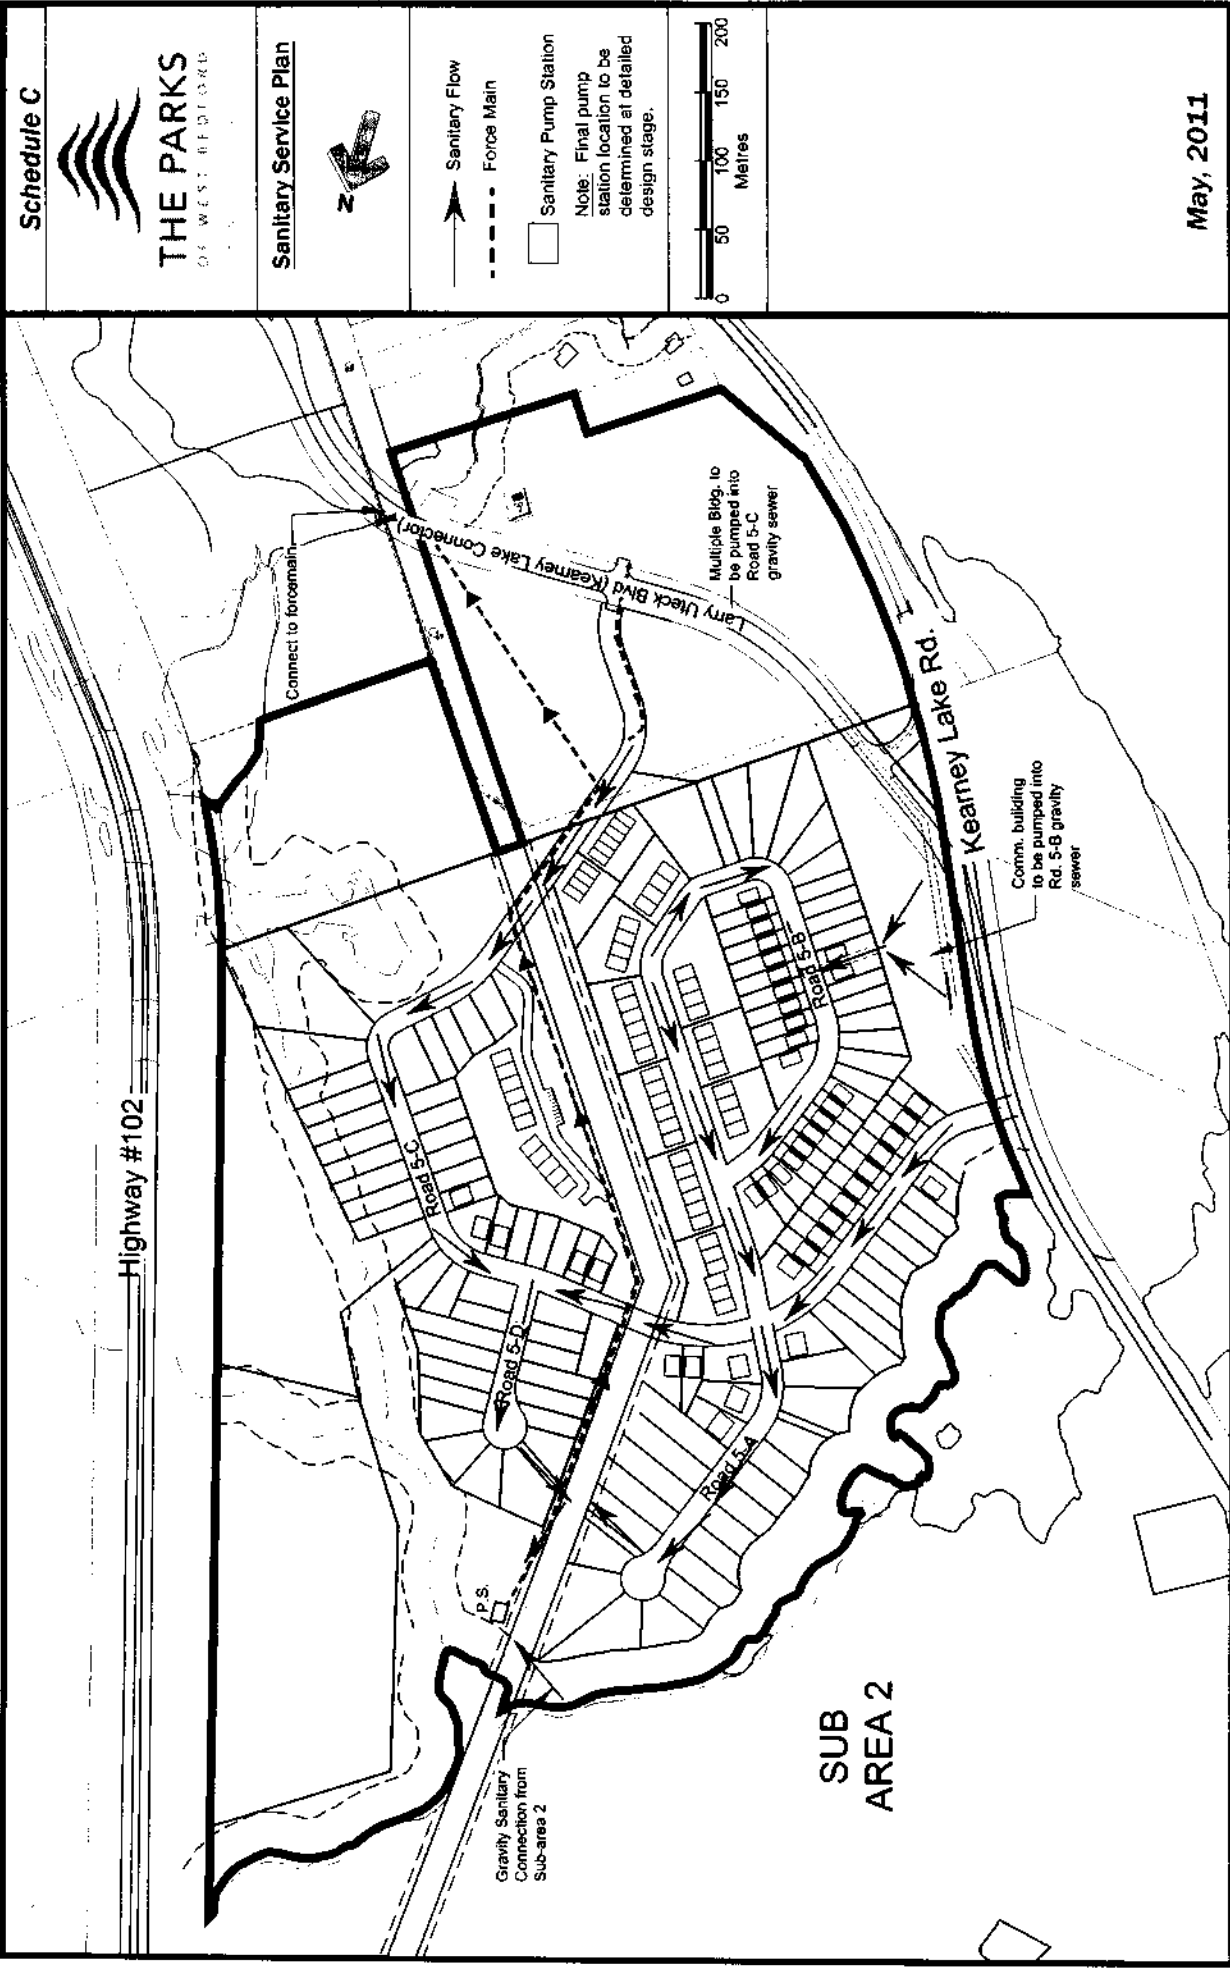 Schedule C
THE PARKS
OF WEST BEDFORD
Sanitary Service Plan
N
Sanitary Flow
Force Main
Sanitary Pump Station
Note: Final pump
station location to be
determined at detailed
design stage.
0 50 100 150 200
Metres
May, 2011
Highway #102
Connect to forcemain
Larry Uteck Blvd (Kearney Lake Connector)
Multiple Bldg. to
be pumped into
Road 5-C
gravity sewer
Kearney Lake Rd.
Comm. building
to be pumped into
Rd. 5-B gravity
sewer
Road 5-B
Road 5-C
Road 5-D
Road 5-A
P.S.
Gravity Sanitary
Connection from
Sub-area 2
SUB
AREA 2